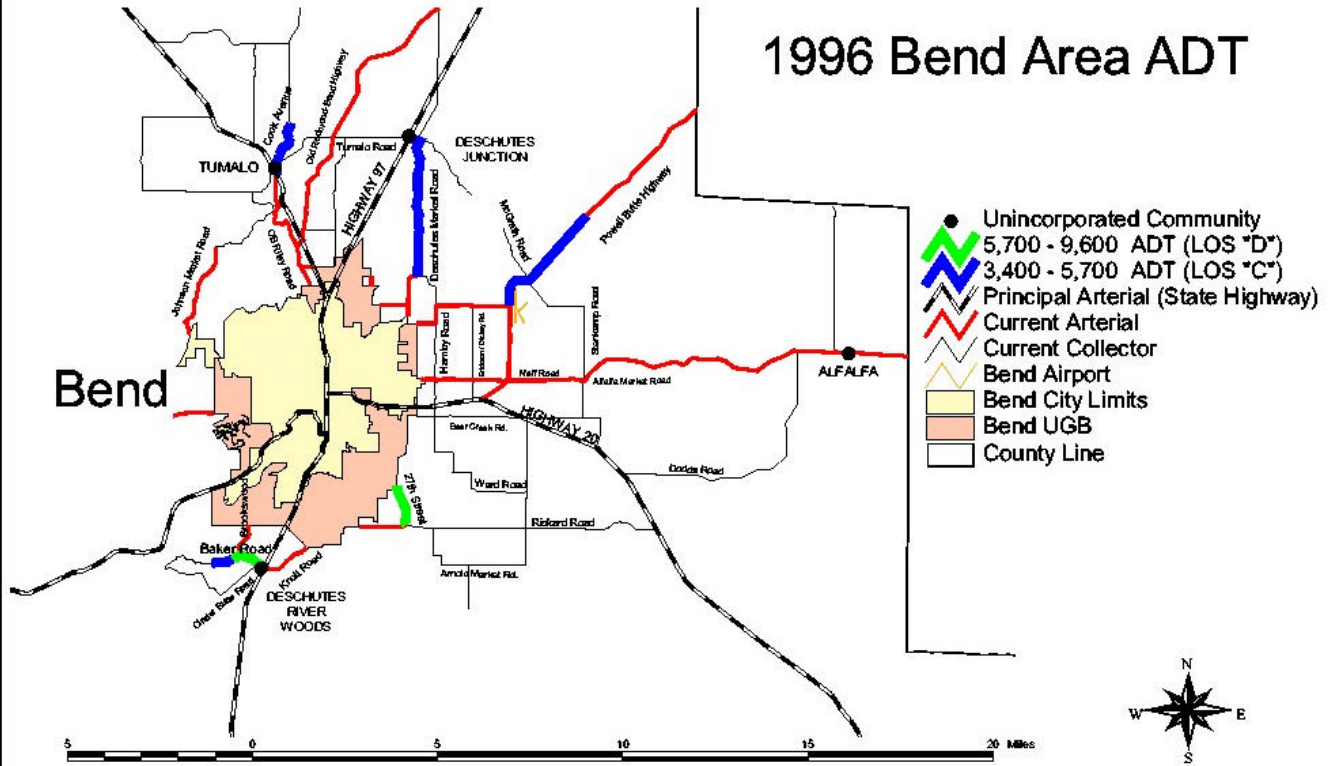 1996 Bend Area ADT
Cook Avenue
Old Redmond-Bend Highway
Tumalo Road
DESCHUTES
JUNCTION
TUMALO
HIGHWAY 97
Deschutes Market Road
McGrath Road
Powell Butte Highway
Johnson Market Road
OB Riley Road
Unincorporated Community
5,700 - 9,600 ADT (LOS "D")
3,400 - 5,700 ADT (LOS "C")
Principal Arterial (State Highway)
Current Arterial
Current Collector
Bend Airport
Bend City Limits
Bend UGB
County Line
Hamby Road
Stenkamp Road
Neff Road
Alfalfa Market Road
ALFALFA
Bend
HIGHWAY 20
Bear Creek Rd.
Dodds Road
Ward Road
27th Street
Rickard Road
Brookswood
Baker Road
Knott Road
Arnold Market Rd.
Cinder Butte Road
DESCHUTES
RIVER
WOODS
N
W E
S
5 0 5 10 15 20 Miles